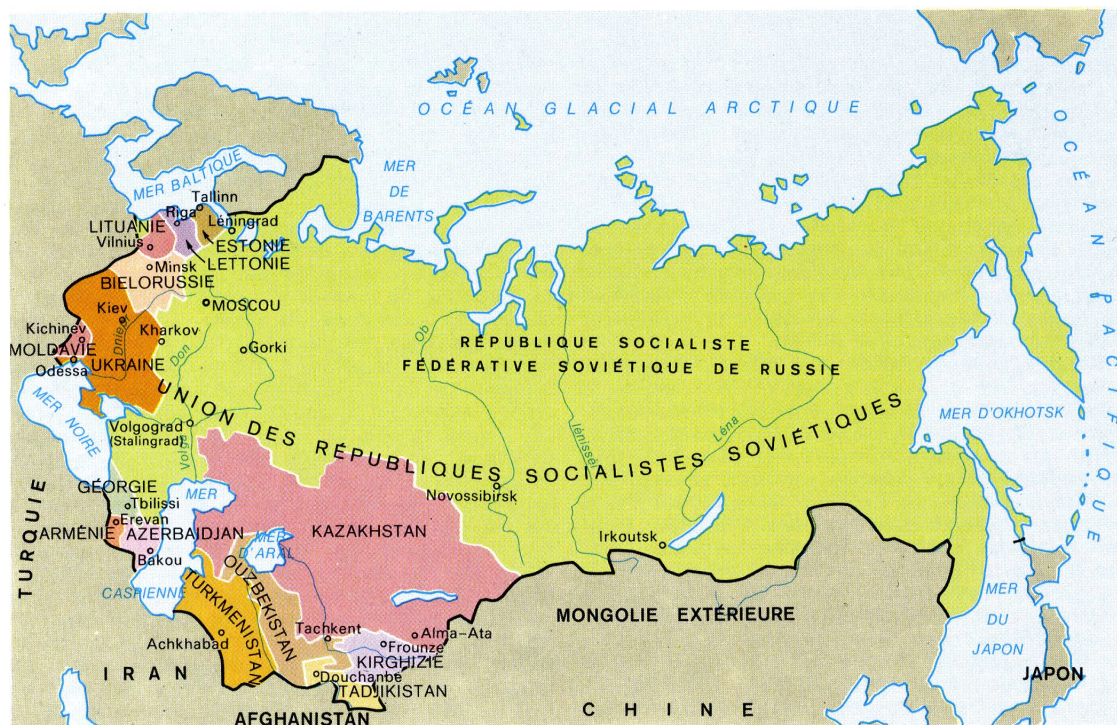 OCÉAN GLACIAL ARCTIQUE
OCÉAN PACIFIQUE
MER BALTIQUE
MER
DE
BARENTS
Tallinn
Riga
Léningrad
LITUANIE
Vilnius
ESTONIE
LETTONIE
Minsk
BIELORUSSIE
MOSCOU
Kiev
Kichinev
Kharkov
Dniepr
Don
Gorki
MOLDAVIE
Odessa
UKRAINE
Ob
RÉPUBLIQUE SOCIALISTE
FÉDÉRATIVE SOVIÉTIQUE DE RUSSIE
UNION DES RÉPUBLIQUES SOCIALISTES SOVIÉTIQUES
MER D'OKHOTSK
MER NOIRE
Volgograd
(Stalingrad)
Volga
Iénisséi
Léna
Novossibirsk
Irkoutsk
GÉORGIE
Tbilissi
MER
CASPIENNE
Erevan
ARMÉNIE
AZERBAIDJAN
Bakou
KAZAKHSTAN
MER
D'ARAL
TURQUIE
OUZBEKISTAN
TURKMENISTAN
Achkhabad
Tachkent
Alma-Ata
Frounze
KIRGHIZIE
Douchanbe
TADJIKISTAN
MONGOLIE EXTÉRIEURE
MER
DU
JAPON
JAPON
IRAN
AFGHANISTAN
CHINE